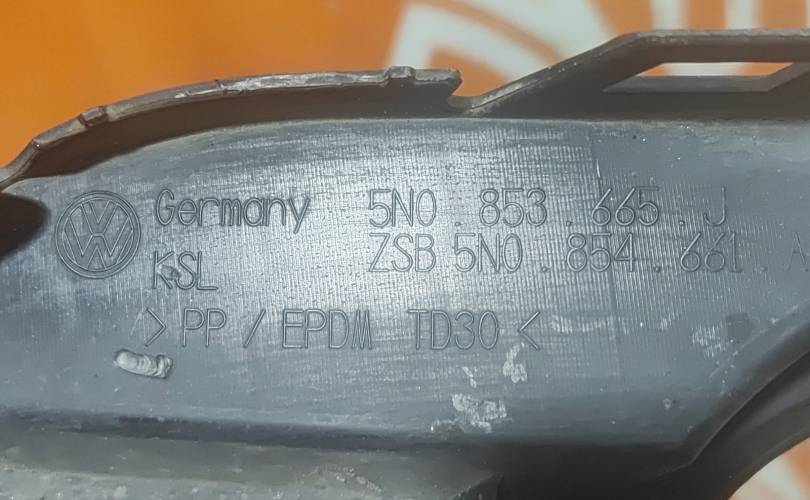 Germany 5N0 . 853 . 665 . J
KSL ZSB 5N0 . 854 . 661 . A
>PP / EPDM TD30<